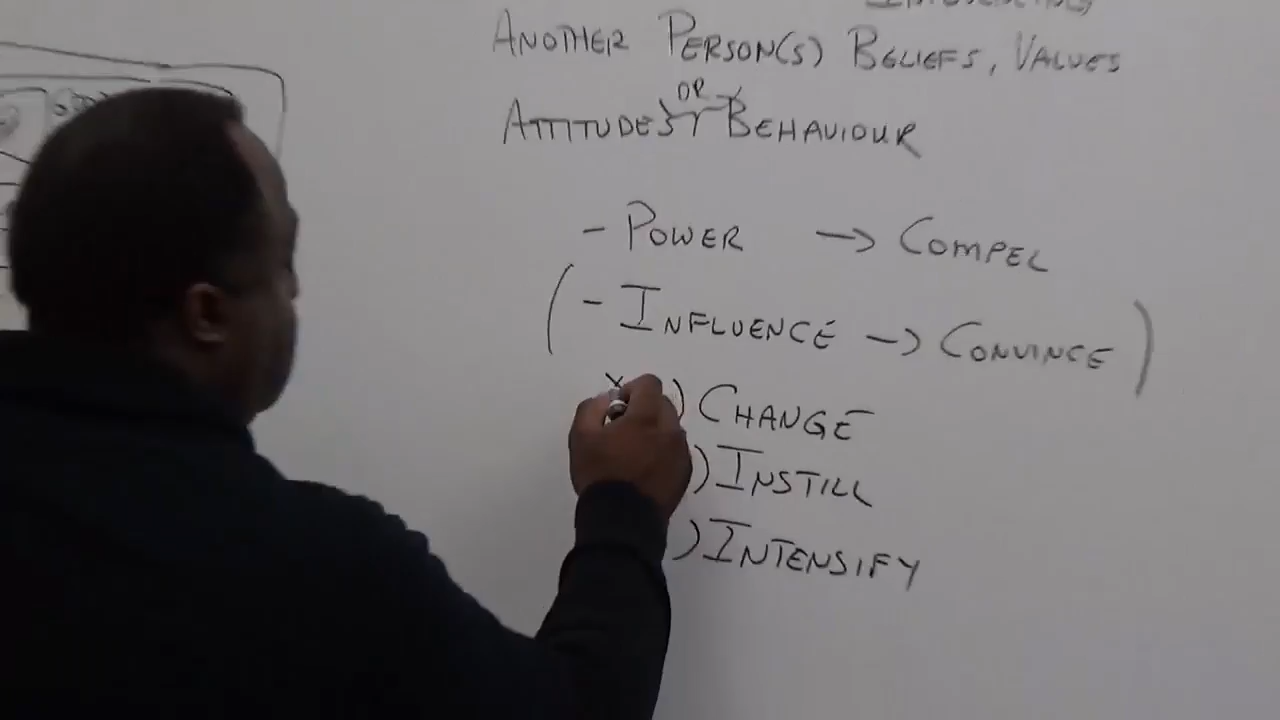 ANOTHER PERSON(S) BELIEFS, VALUES
OR
ATTITUDES BEHAVIOUR
- POWER → COMPEL
(- INFLUENCE → CONVINCE)
) CHANGE
) INSTILL
) INTENSIFY